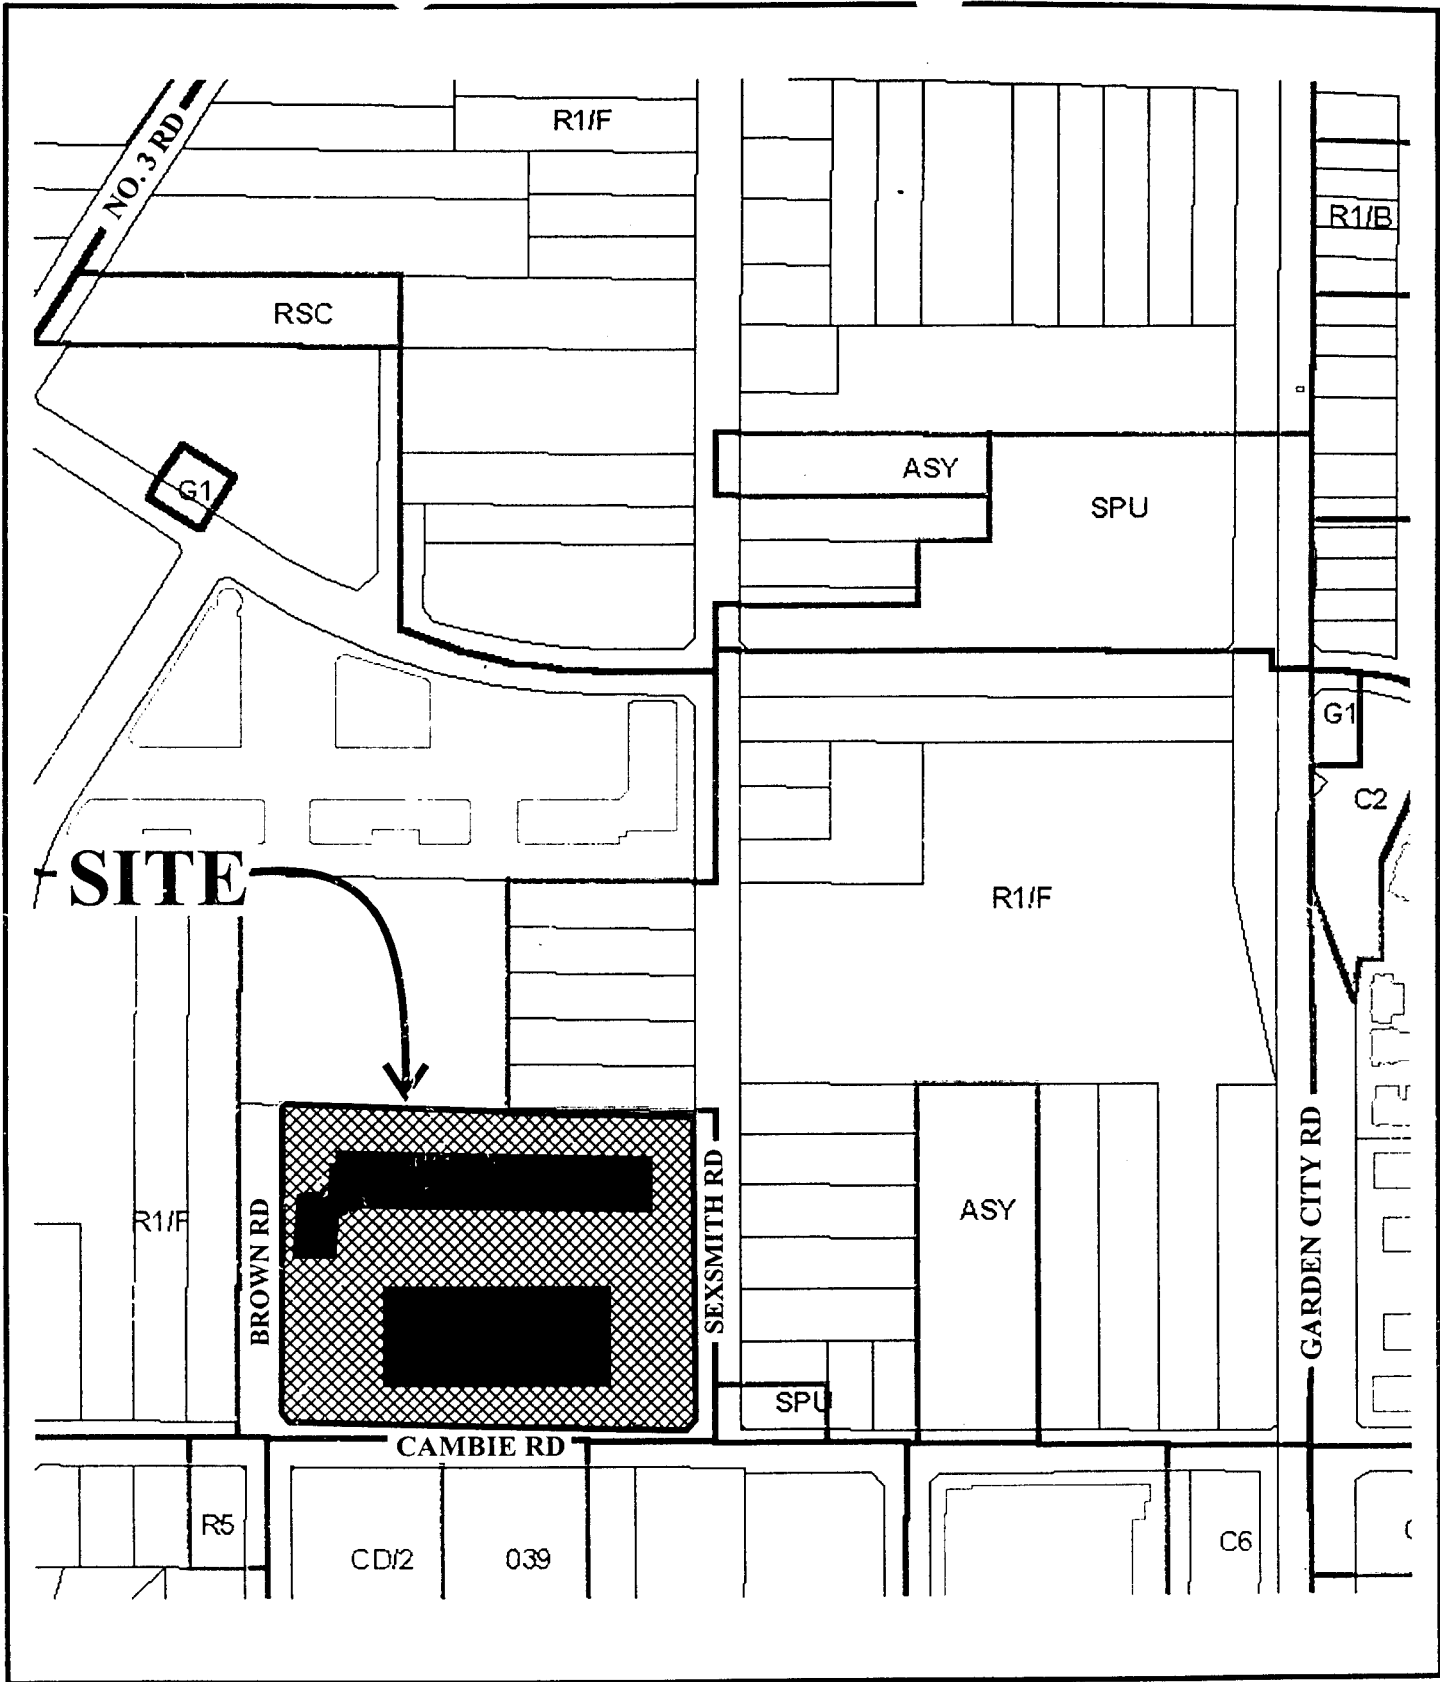 R1/F
NO. 3 RD
R1/B
RSC
ASY
G1
SPU
G1
C2
SITE
R1/F
R1/F
BROWN RD
SEXSMITH RD
ASY
GARDEN CITY RD
SPU
CAMBIE RD
R5
CD/2
039
C6